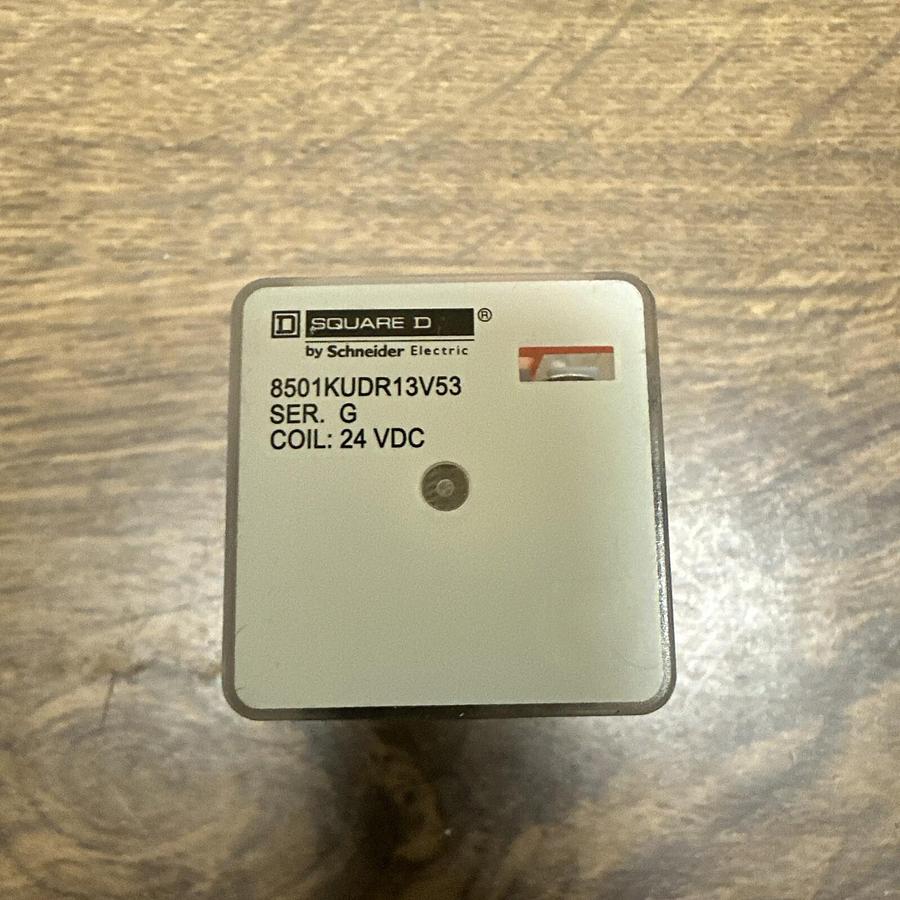 D SQUARE D ®
by Schneider Electric
8501KUDR13V53
SER. G
COIL: 24 VDC